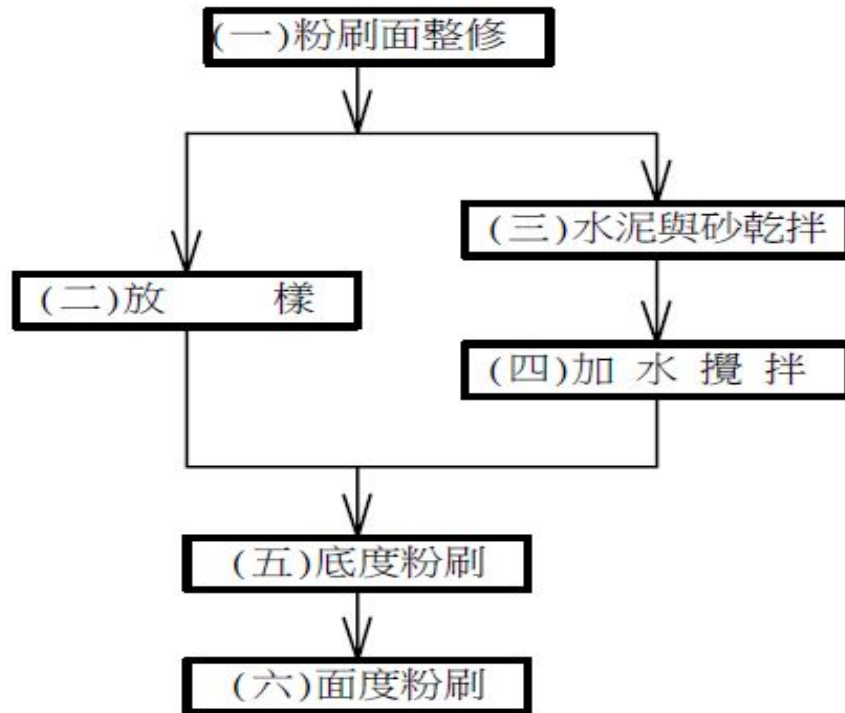 (一)粉刷面整修
(三)水泥與砂乾拌
(二)放 樣
(四)加 水 攪 拌
(五)底度粉刷
(六)面度粉刷